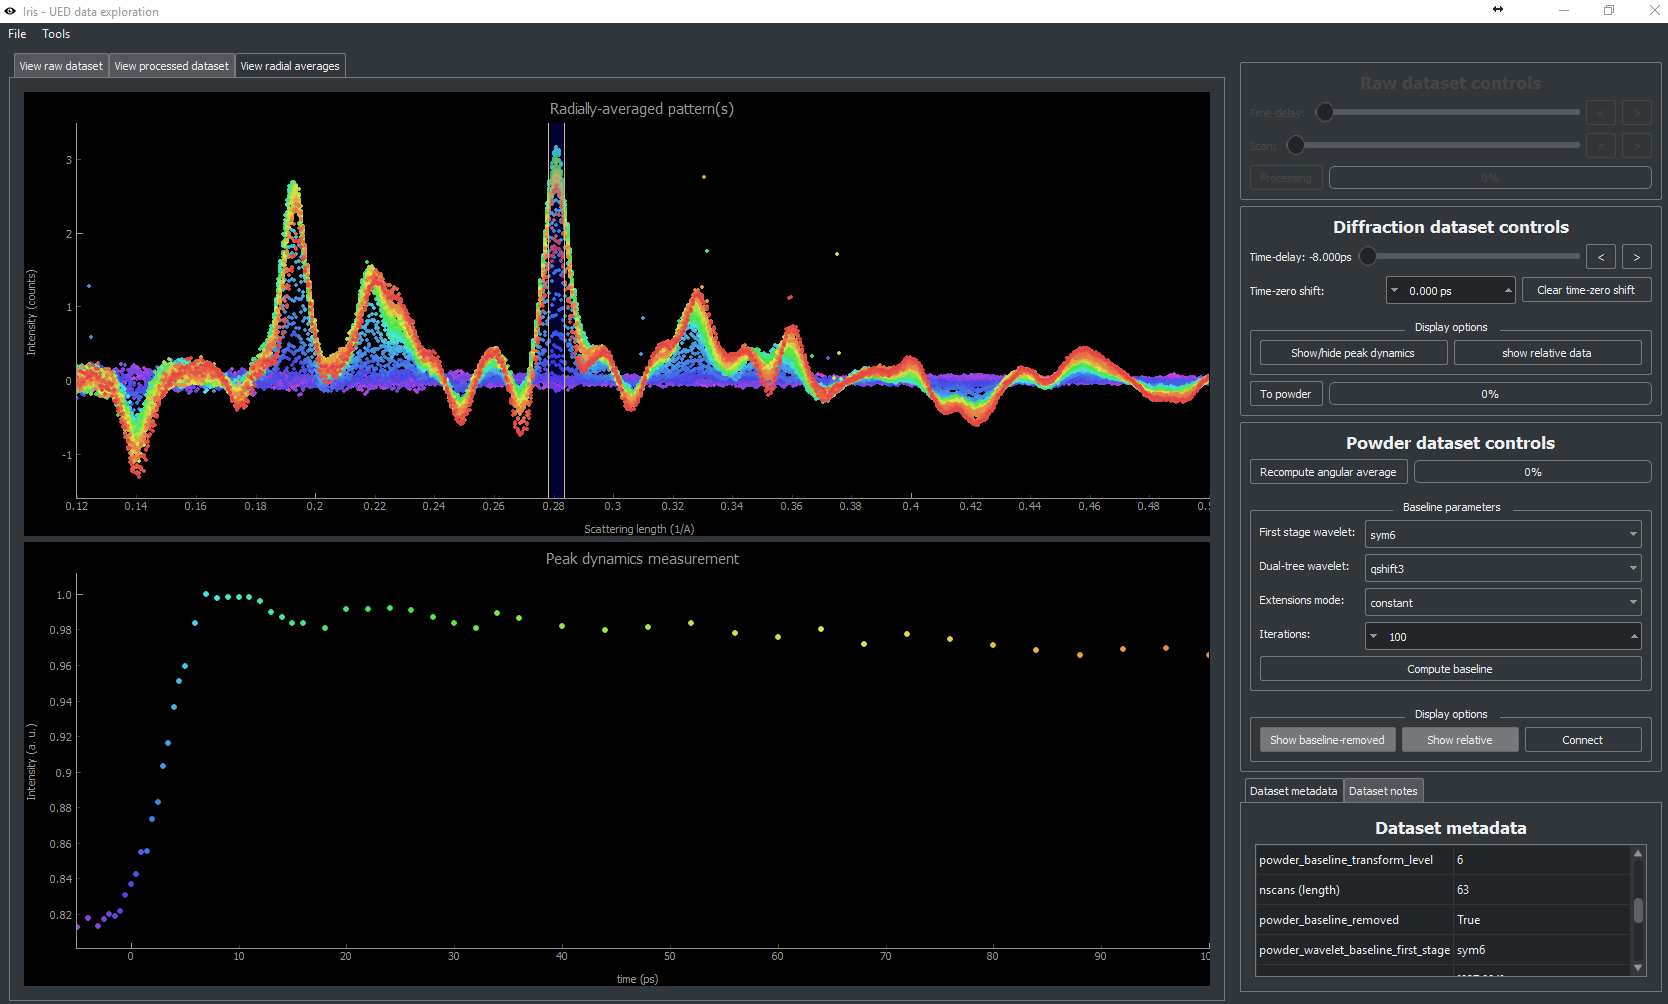 Iris - UED data exploration
File Tools
View raw dataset View processed dataset View radial averages
Radially-averaged pattern(s)
Intensity (counts)
3
2
1
0
-1
0.12 0.14 0.16 0.18 0.2 0.22 0.24 0.26 0.28 0.3 0.32 0.34 0.36 0.38 0.4 0.42 0.44 0.46 0.48 0.5
Scattering length (1/A)
Peak dynamics measurement
Intensity (a. u.)
1.0
0.98
0.96
0.94
0.92
0.9
0.88
0.86
0.84
0.82
0 10 20 30 40 50 60 70 80 90 10
time (ps)
Raw dataset controls
Time-delay: < >
Scan: < >
Processing 0%
Diffraction dataset controls
Time-delay: -8.000ps < >
Time-zero shift: 0.000 ps Clear time-zero shift
Display options
Show/hide peak dynamics show relative data
To powder 0%
Powder dataset controls
Recompute angular average 0%
Baseline parameters
First stage wavelet: sym6
Dual-tree wavelet: qshift3
Extensions mode: constant
Iterations: 100
Compute baseline
Display options
Show baseline-removed Show relative Connect
Dataset metadata Dataset notes
Dataset metadata
powder_baseline_transform_level 6
nscans (length) 63
powder_baseline_removed True
powder_wavelet_baseline_first_stage sym6